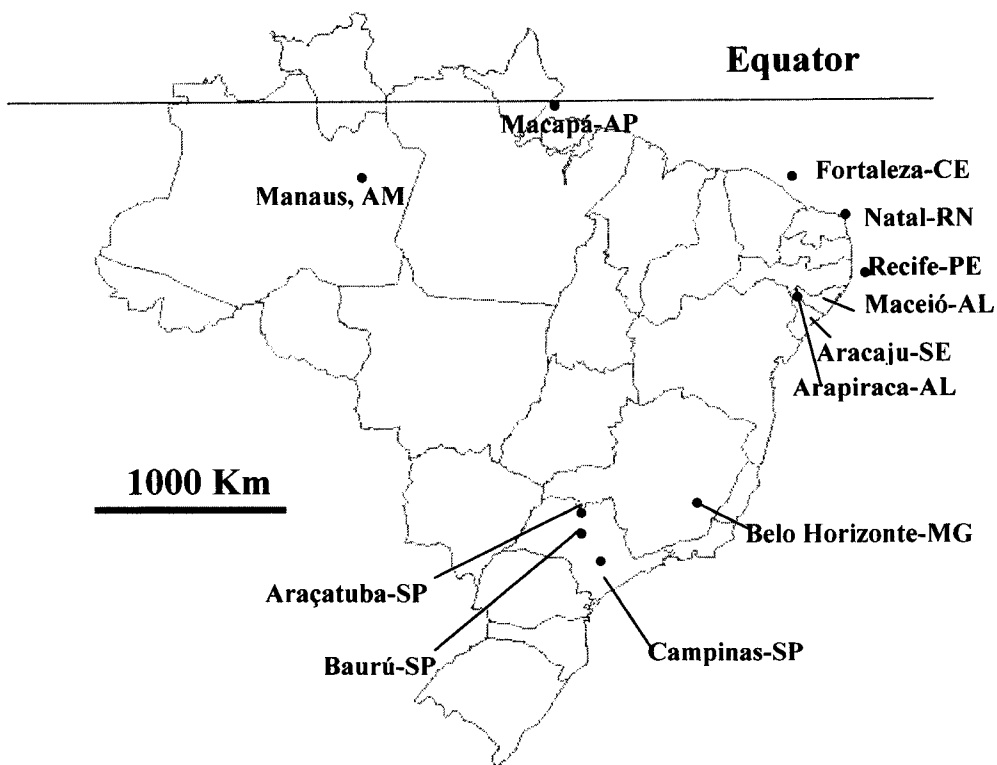 Equator
Macapá-AP
Fortaleza-CE
Manaus, AM
Natal-RN
Recife-PE
Maceió-AL
Aracaju-SE
Arapiraca-AL
1000 Km
Belo Horizonte-MG
Araçatuba-SP
Campinas-SP
Baurú-SP